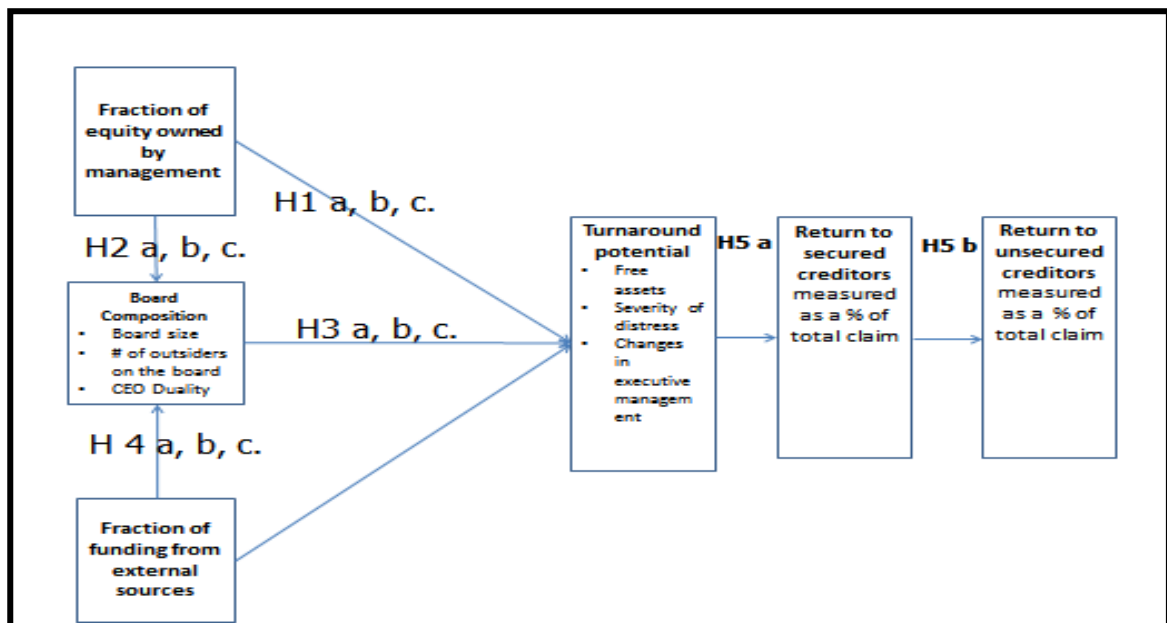 Fraction of
equity owned
by
management
H1 a, b, c.
H2 a, b, c.
Board
Composition
• Board size
• # of outsiders
on the board
• CEO Duality
H3 a, b, c.
H 4 a, b, c.
Fraction of
funding from
external
sources
Turnaround
potential
• Free
assets
• Severity of
distress
• Changes
in
executive
managem
ent
H5 a
Return to
secured
creditors
measured
as a % of
total claim
H5 b
Return to
unsecured
creditors
measured
as a % of
total claim